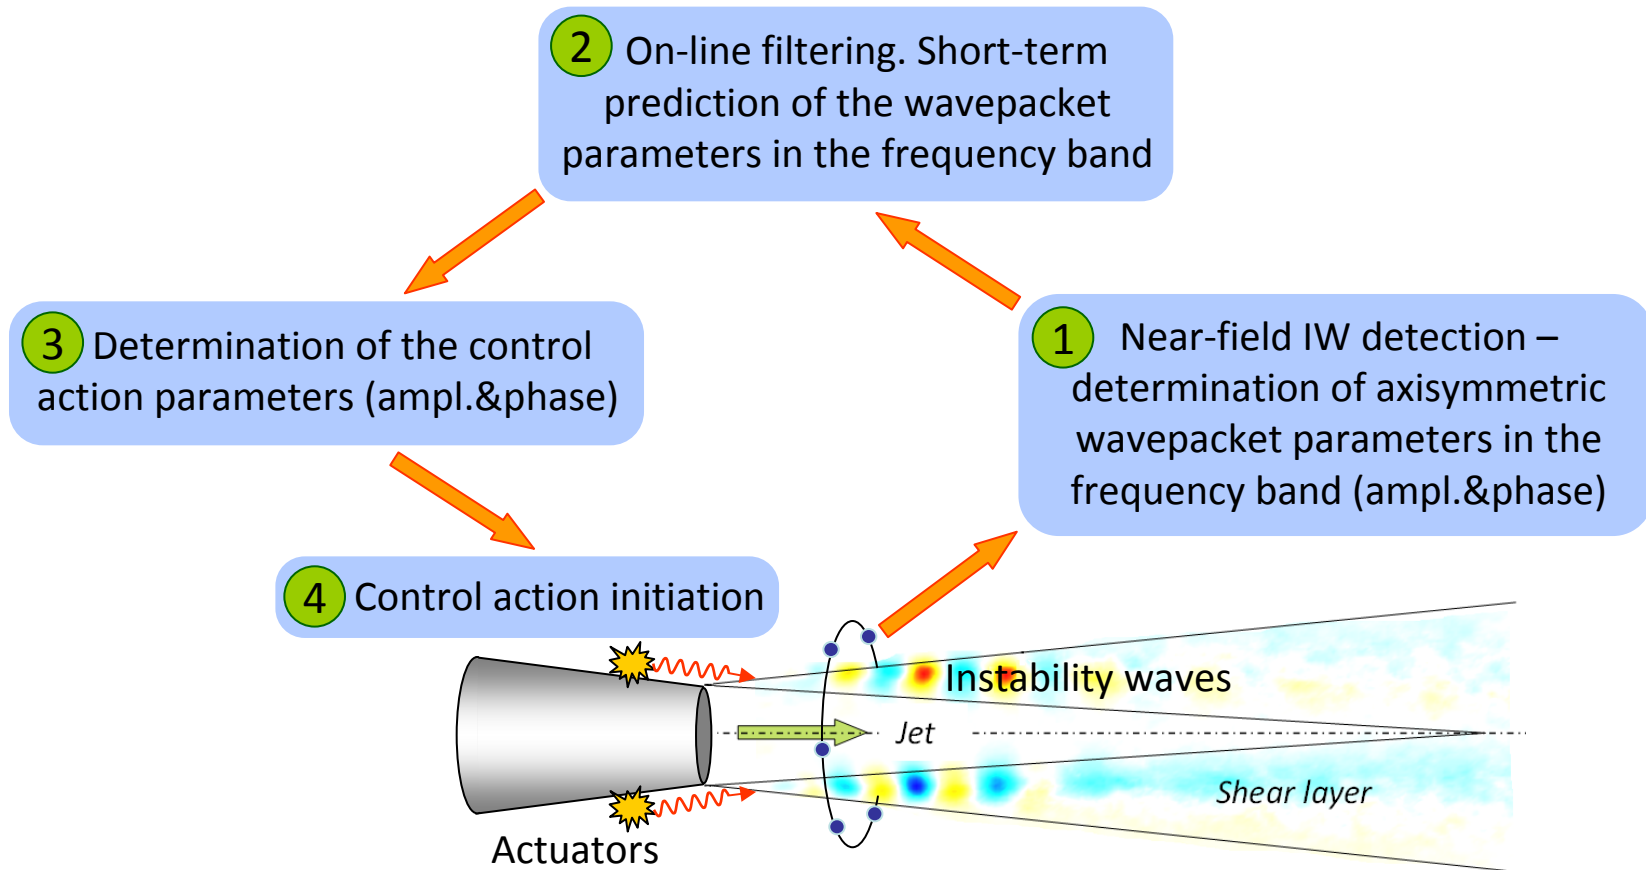 2 On-line filtering. Short-term
prediction of the wavepacket
parameters in the frequency band
3 Determination of the control
action parameters (ampl.&phase)
1 Near-field IW detection –
determination of axisymmetric
wavepacket parameters in the
frequency band (ampl.&phase)
4 Control action initiation
Instability waves
Jet
Shear layer
Actuators